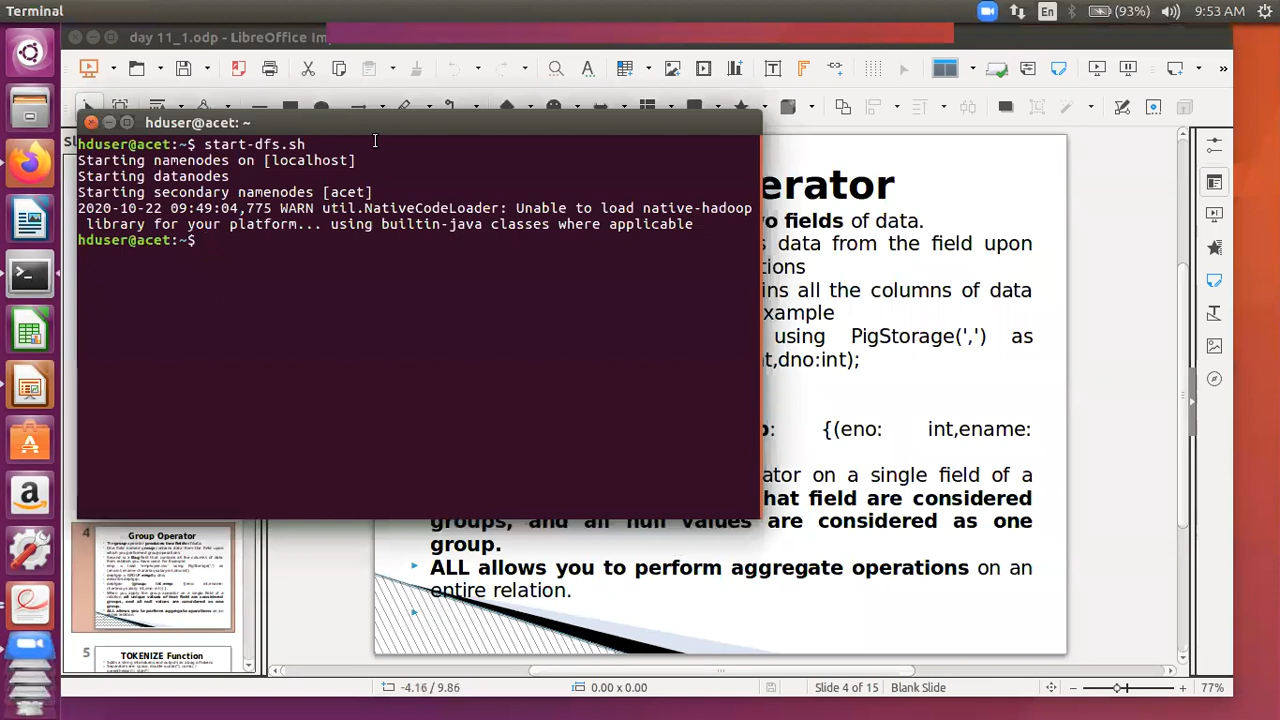 Terminal
En
(93%)
9:53 AM
day 11_1.odp - LibreOffice Im
hduser@acet: ~
hduser@acet:~$ start-dfs.sh
Starting namenodes on [localhost]
Starting datanodes
Starting secondary namenodes [acet]
2020-10-22 09:49:04,775 WARN util.NativeCodeLoader: Unable to load native-hadoop
library for your platform... using builtin-java classes where applicable
hduser@acet:~$
erator
o fields of data.
s data from the field upon
tions
ins all the columns of data
xample
using PigStorage(',') as
t,dno:int);
: {(eno: int,ename:
ator on a single field of a
hat field are considered
groups, and all null values are considered as one
group.
ALL allows you to perform aggregate operations on an
entire relation.
4
Group Operator
5
TOKENIZE Function
-4.16 / 9.86
0.00 x 0.00
Slide 4 of 15
Blank Slide
77%